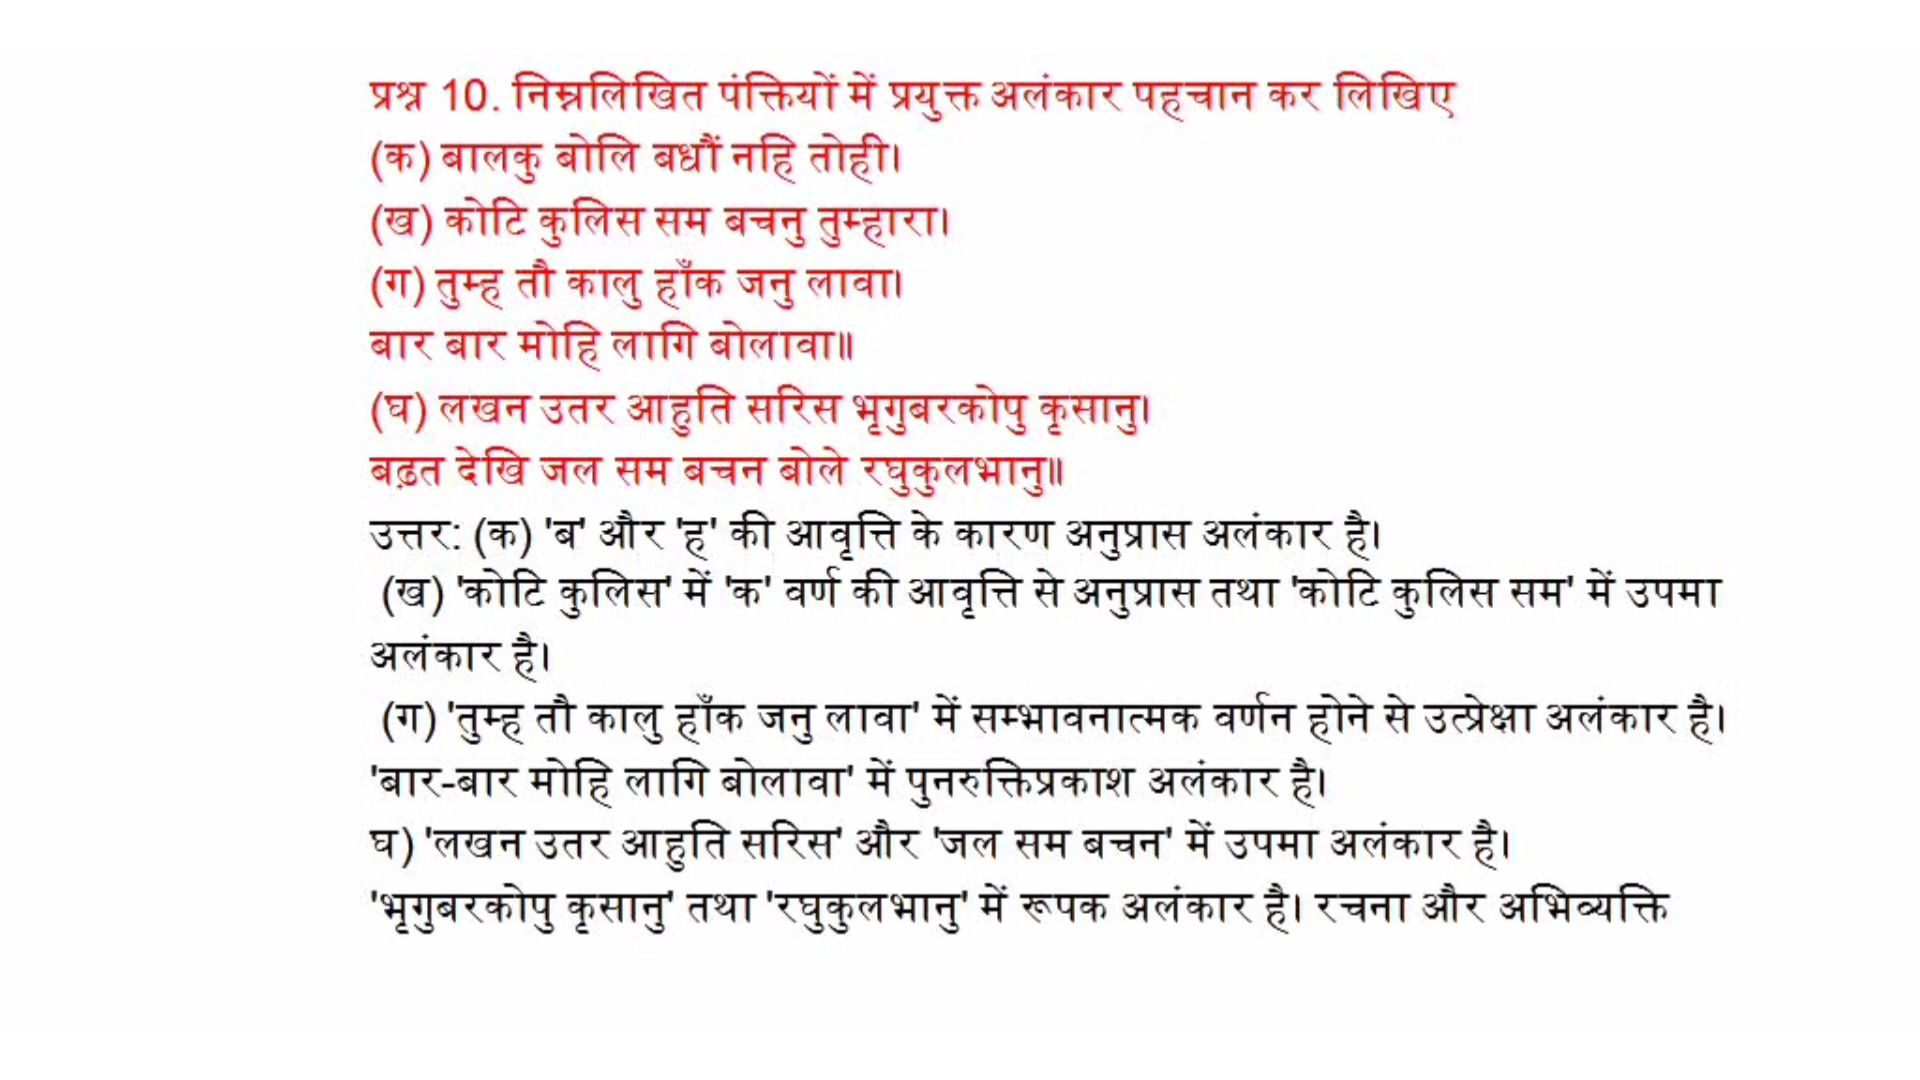 प्रश्न 10. निम्नलिखित पंक्तियों में प्रयुक्त अलंकार पहचान कर लिखिए
(क) बालकु बोलि बधौं नहि तोही।
(ख) कोटि कुलिस सम बचनु तुम्हारा।
(ग) तुम्ह तौ कालु हाँक जनु लावा।
बार बार मोहि लागि बोलावा॥
(घ) लखन उतर आहुति सरिस भृगुबरकोपु कृसानु।
बढ़त देखि जल सम बचन बोले रघुकुलभानु॥
उत्तर: (क) 'ब' और 'ह' की आवृत्ति के कारण अनुप्रास अलंकार है।
(ख) 'कोटि कुलिस' में 'क' वर्ण की आवृत्ति से अनुप्रास तथा 'कोटि कुलिस सम' में उपमा
अलंकार है।
(ग) 'तुम्ह तौ कालु हाँक जनु लावा' में सम्भावनात्मक वर्णन होने से उत्प्रेक्षा अलंकार है।
'बार-बार मोहि लागि बोलावा' में पुनरुक्तिप्रकाश अलंकार है।
घ) 'लखन उतर आहुति सरिस' और 'जल सम बचन' में उपमा अलंकार है।
'भृगुबरकोपु कृसानु' तथा 'रघुकुलभानु' में रूपक अलंकार है। रचना और अभिव्यक्ति